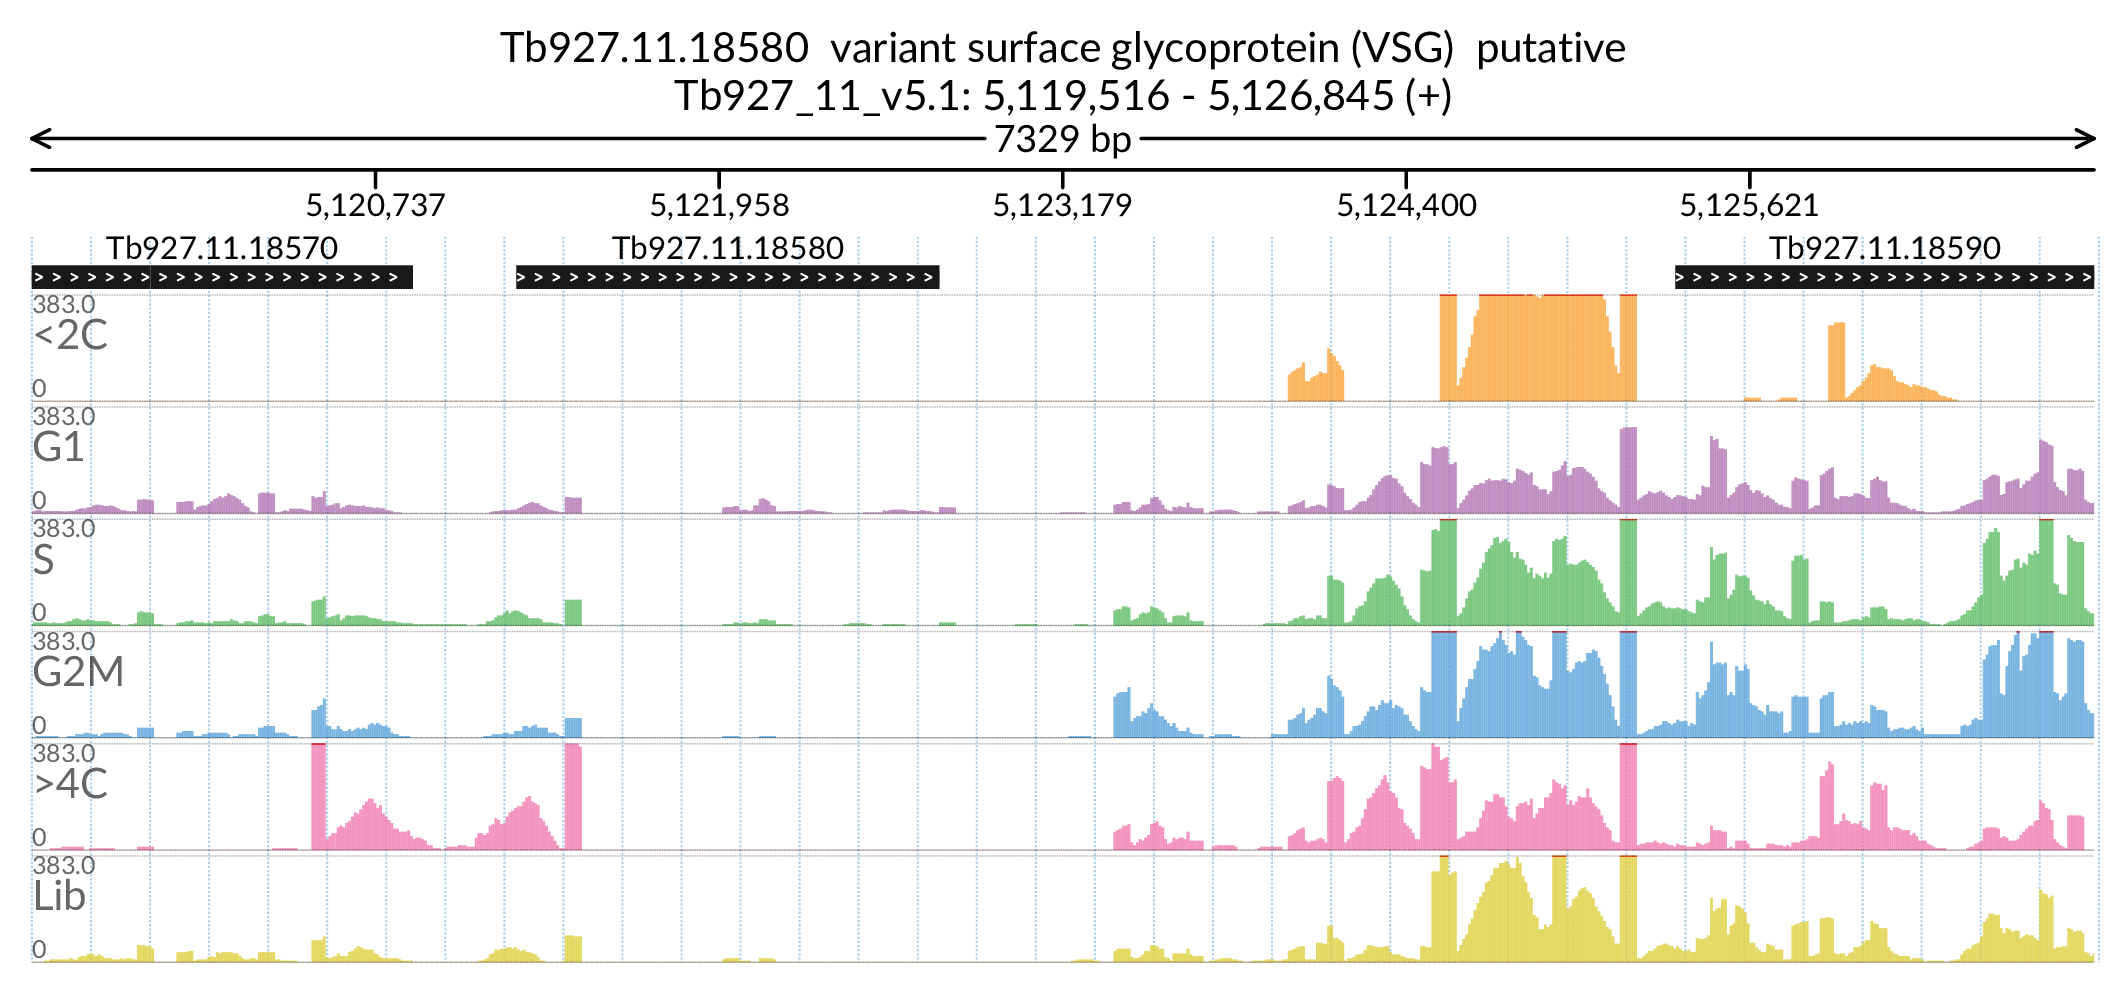 Tb927.11.18580 variant surface glycoprotein (VSG) putative
Tb927_11_v5.1: 5,119,516 - 5,126,845 (+)
7329 bp
5,120,737 5,121,958 5,123,179 5,124,400 5,125,621
Tb927.11.18570 Tb927.11.18580 Tb927.11.18590
383.0
<2C
0
383.0
G1
0
383.0
S
0
383.0
G2M
0
383.0
>4C
0
383.0
Lib
0